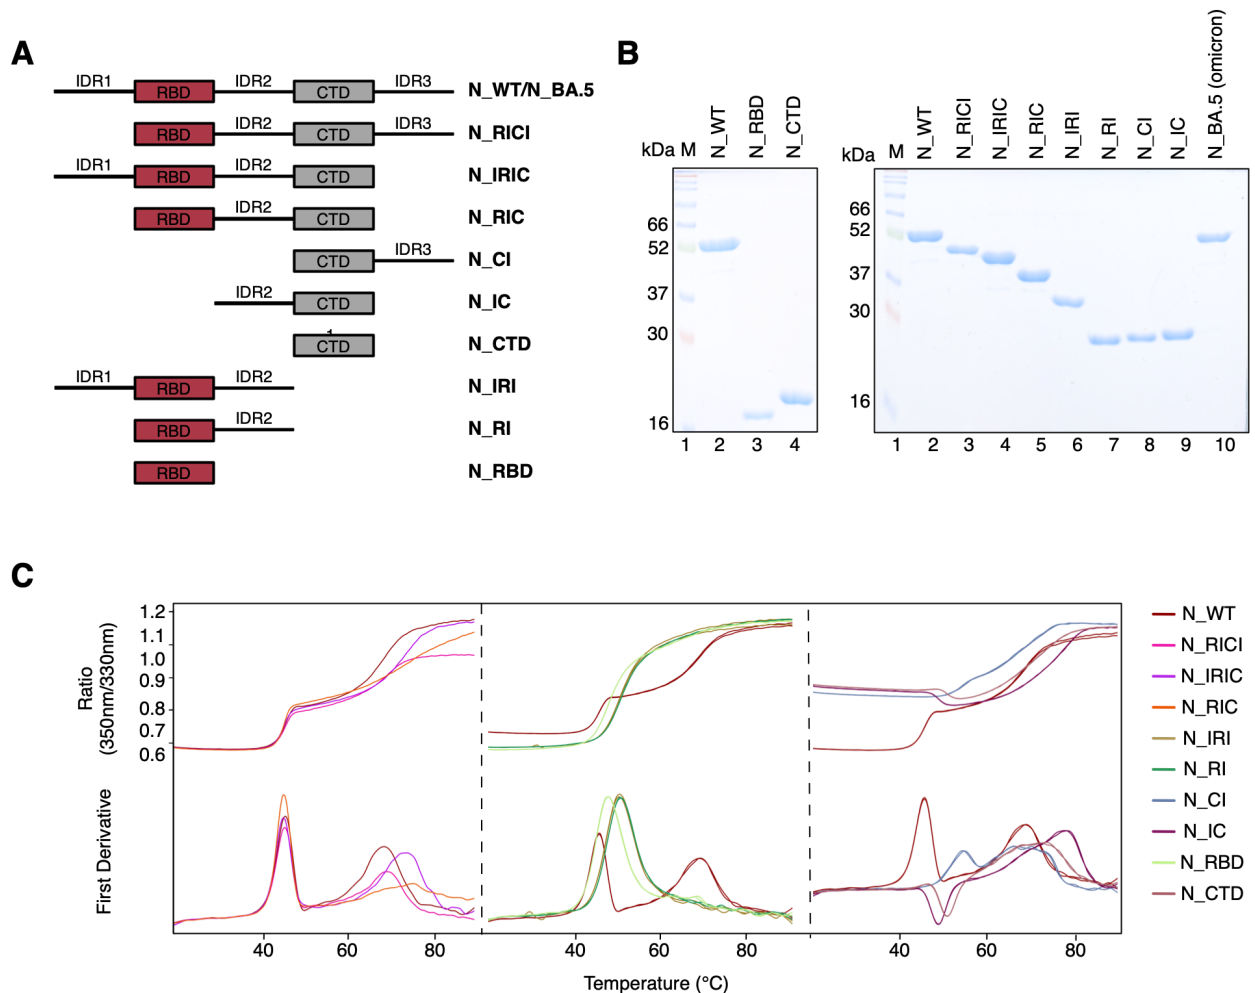 A
IDR1 RBD IDR2 CTD IDR3 N_WT/N_BA.5
RBD IDR2 CTD IDR3 N_RICI
IDR1 RBD IDR2 CTD N_IRIC
RBD IDR2 CTD N_RIC
CTD IDR3 N_CI
IDR2 CTD N_IC
CTD N_CTD
IDR1 RBD IDR2 N_IRI
RBD IDR2 N_RI
RBD N_RBD
B
kDa M N_WT N_RBD N_CTD
66
52
37
30
16
1 2 3 4
kDa M N_WT N_RICI N_IRIC N_RIC N_IRI N_RI N_CI N_IC N_BA.5 (omicron)
66
52
37
30
16
1 2 3 4 5 6 7 8 9 10
C
Ratio
(350nm/330nm)
1.2
1.1
1.0
0.9
0.8
0.7
0.6
First Derivative
40 60 80 40 60 80 40 60 80
Temperature (°C)
N_WT
N_RICI
N_IRIC
N_RIC
N_IRI
N_RI
N_CI
N_IC
N_RBD
N_CTD